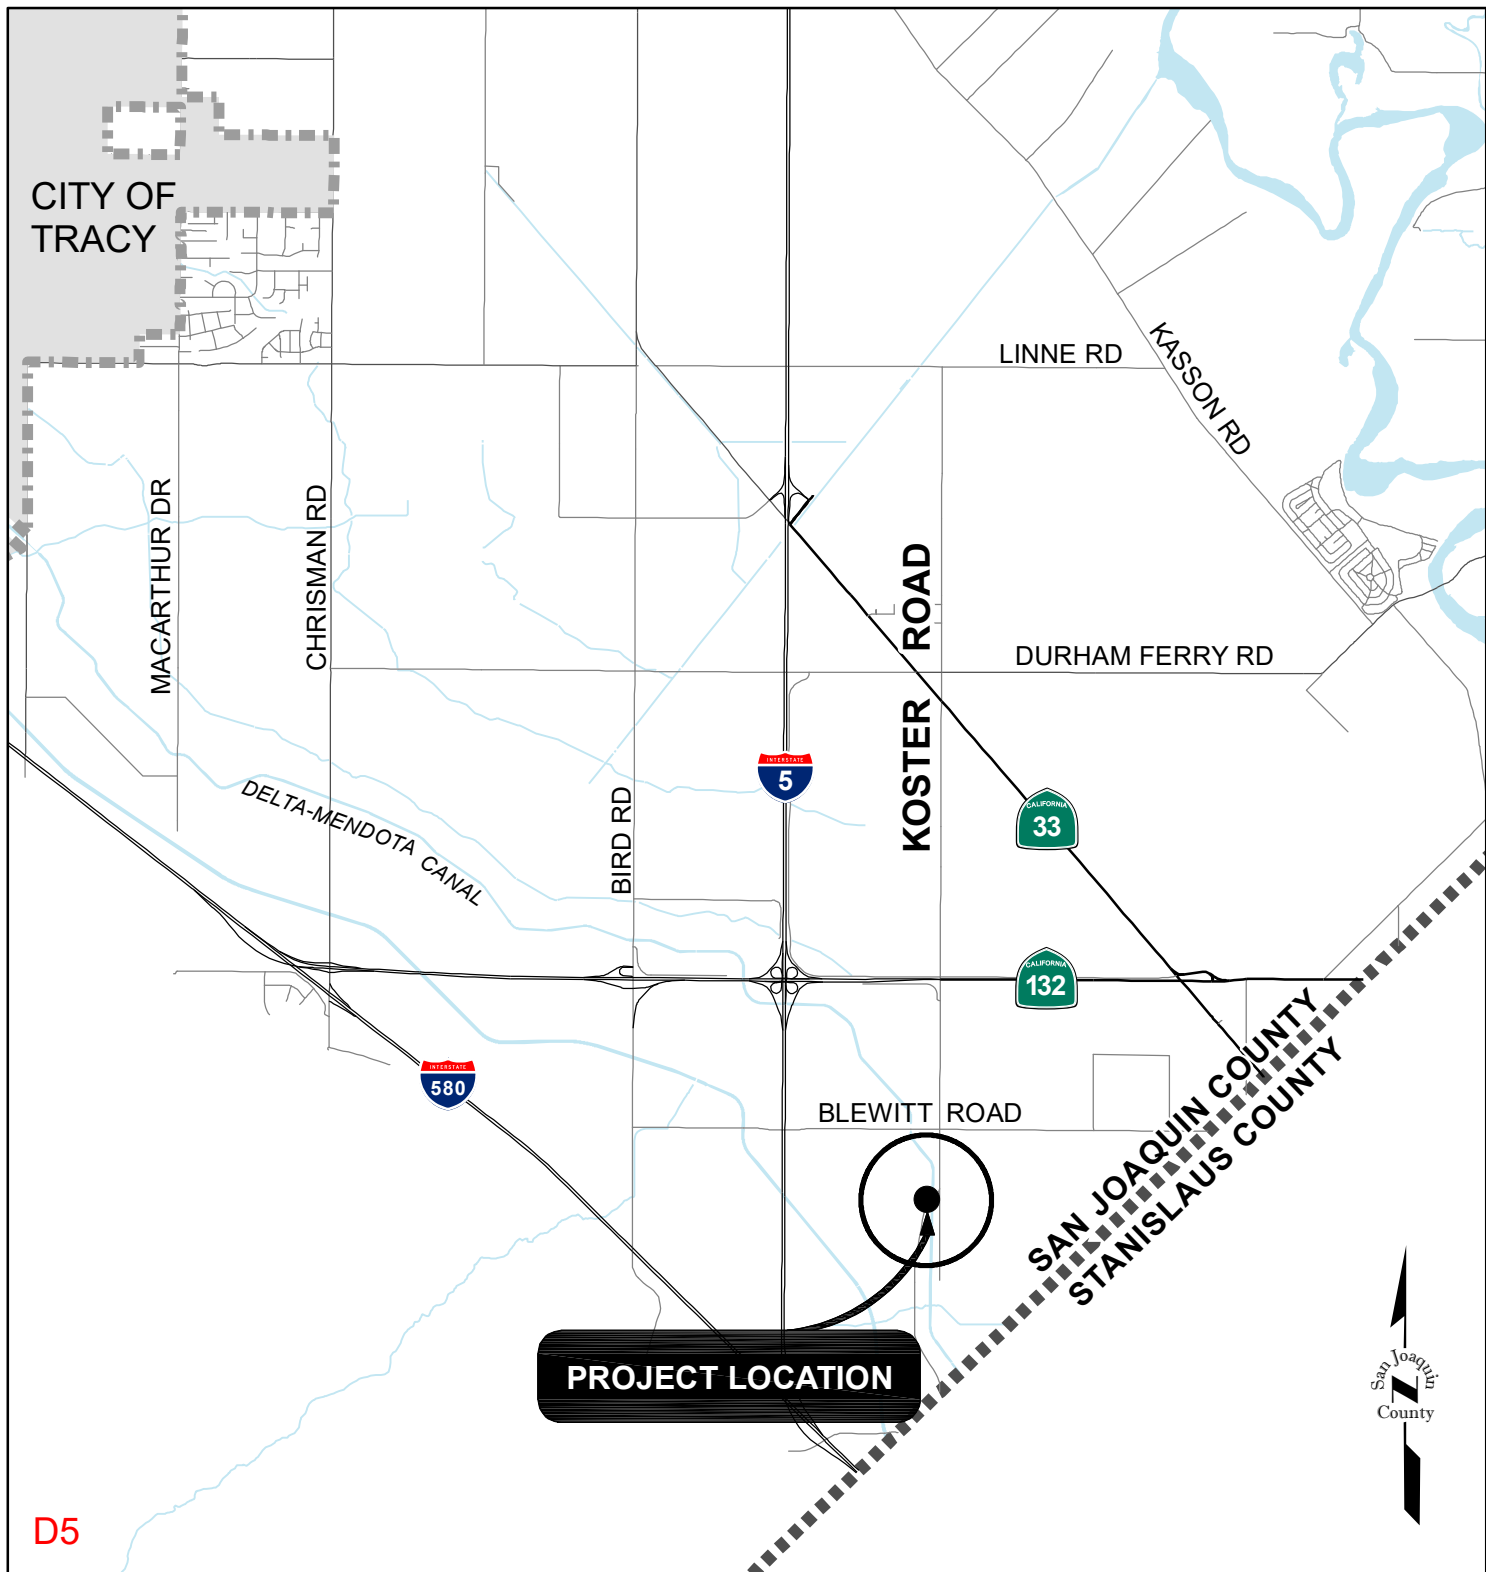 CITY OF
TRACY
LINNE RD
KASSON RD
MACARTHUR DR
CHRISMAN RD
KOSTER ROAD
DURHAM FERRY RD
INTERSTATE
5
DELTA-MENDOTA CANAL
BIRD RD
CALIFORNIA
33
CALIFORNIA
132
INTERSTATE
580
BLEWITT ROAD
SAN JOAQUIN COUNTY
STANISLAUS COUNTY
PROJECT LOCATION
San Joaquin
N
County
D5